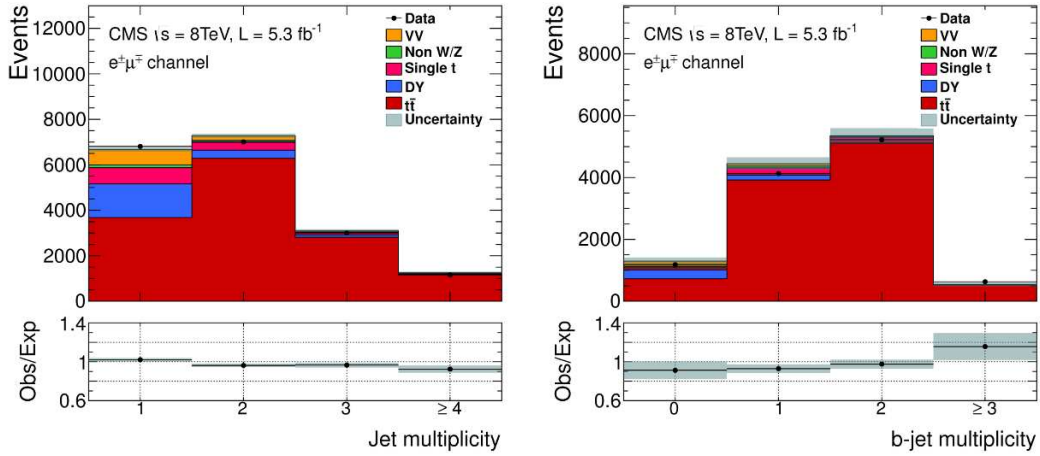 Events
12000
10000
8000
6000
4000
2000
0
CMS √s = 8TeV, L = 5.3 fb⁻¹
e±μ∓ channel
Data
VV
Non W/Z
Single t
DY
tt̄
Uncertainty
Obs/Exp
1.4
1
0.6
1 2 3 ≥ 4
Jet multiplicity
Events
8000
6000
4000
2000
0
CMS √s = 8TeV, L = 5.3 fb⁻¹
e±μ∓ channel
Data
VV
Non W/Z
Single t
DY
tt̄
Uncertainty
Obs/Exp
1.4
1
0.6
0 1 2 ≥ 3
b-jet multiplicity